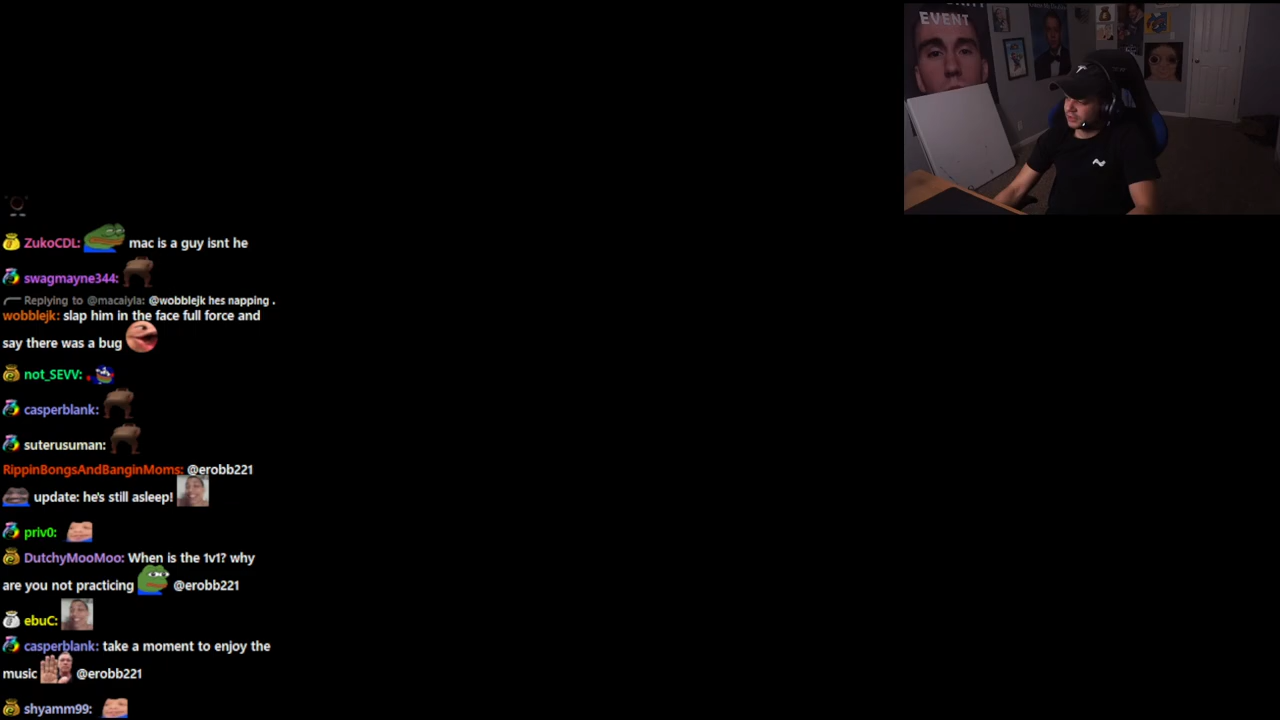 EVENT
ZukoCDL: mac is a guy isnt he
swagmayne344:
Replying to @macaiyla: @wobblejk hes napping .
wobblejk: slap him in the face full force and
say there was a bug
not_SEVV:
casperblank:
suterusuman:
RippinBongsAndBanginMoms: @erobb221
update: he's still asleep!
priv0:
DutchyMooMoo: When is the 1v1? why
are you not practicing @erobb221
ebuC:
casperblank: take a moment to enjoy the
music @erobb221
shyamm99: